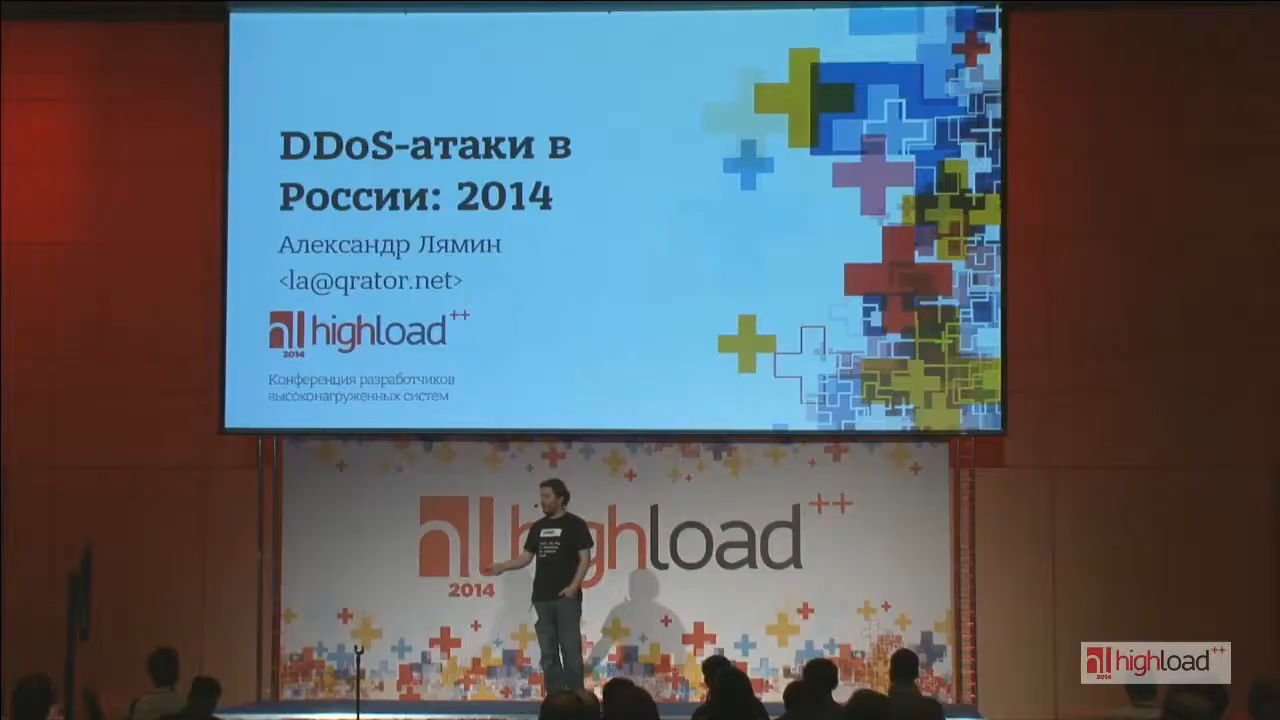 DDoS-атаки в
России: 2014
Александр Лямин
<la@qrator.net>
highload++
2014
Конференция разработчиков
высоконагруженных систем
highload++
2014
highload++
2014